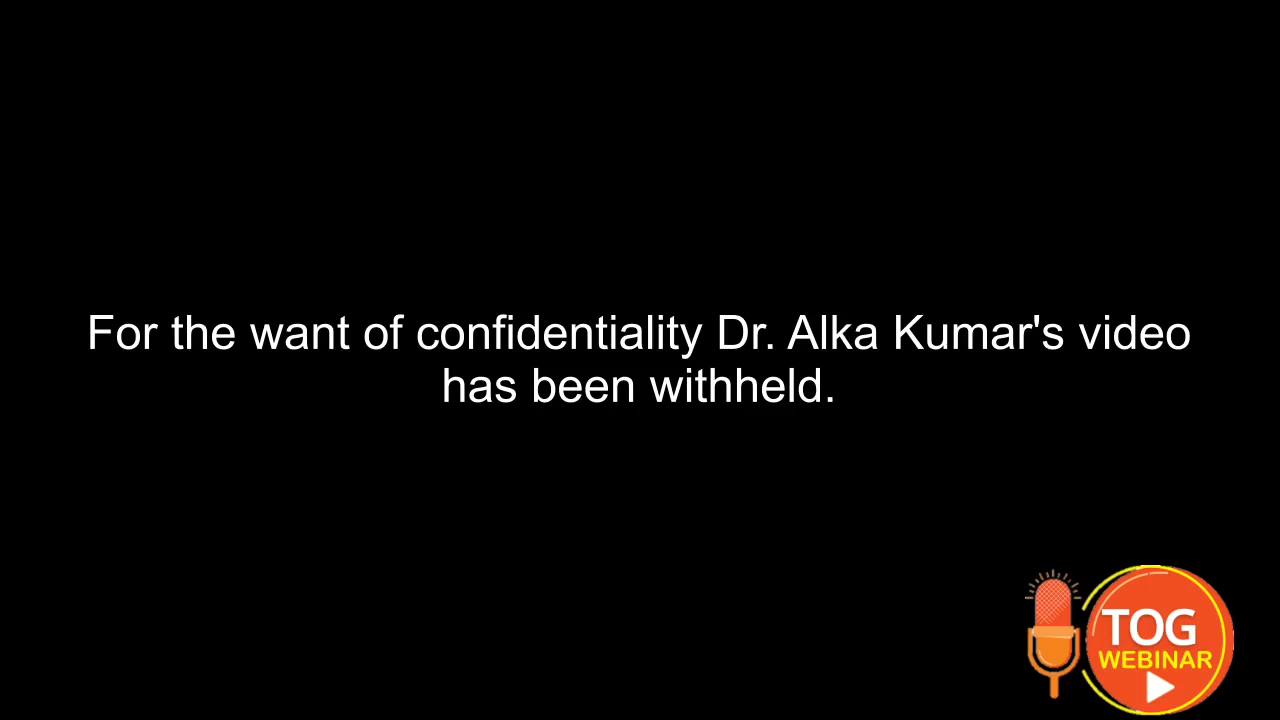 For the want of confidentiality Dr. Alka Kumar's video
has been withheld.
TOG
WEBINAR